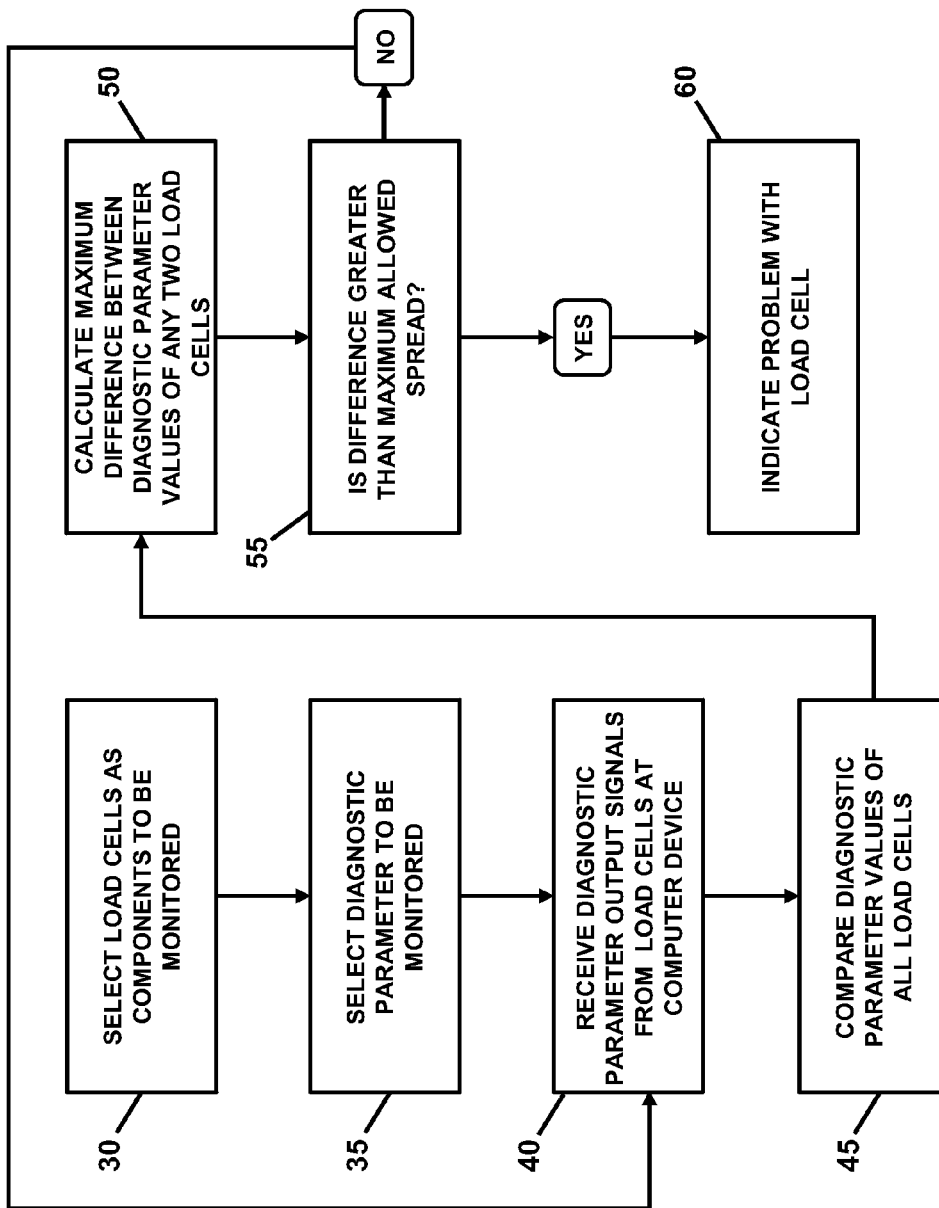 30
SELECT LOAD CELLS AS
COMPONENTS TO BE
MONITORED
35
SELECT DIAGNOSTIC
PARAMETER TO BE
MONITORED
40
RECEIVE DIAGNOSTIC
PARAMETER OUTPUT SIGNALS
FROM LOAD CELLS AT
COMPUTER DEVICE
45
COMPARE DIAGNOSTIC
PARAMETER VALUES OF
ALL LOAD CELLS
50
CALCULATE MAXIMUM
DIFFERENCE BETWEEN
DIAGNOSTIC PARAMETER
VALUES OF ANY TWO LOAD
CELLS
55
IS DIFFERENCE GREATER
THAN MAXIMUM ALLOWED
SPREAD?
NO
YES
60
INDICATE PROBLEM WITH
LOAD CELL